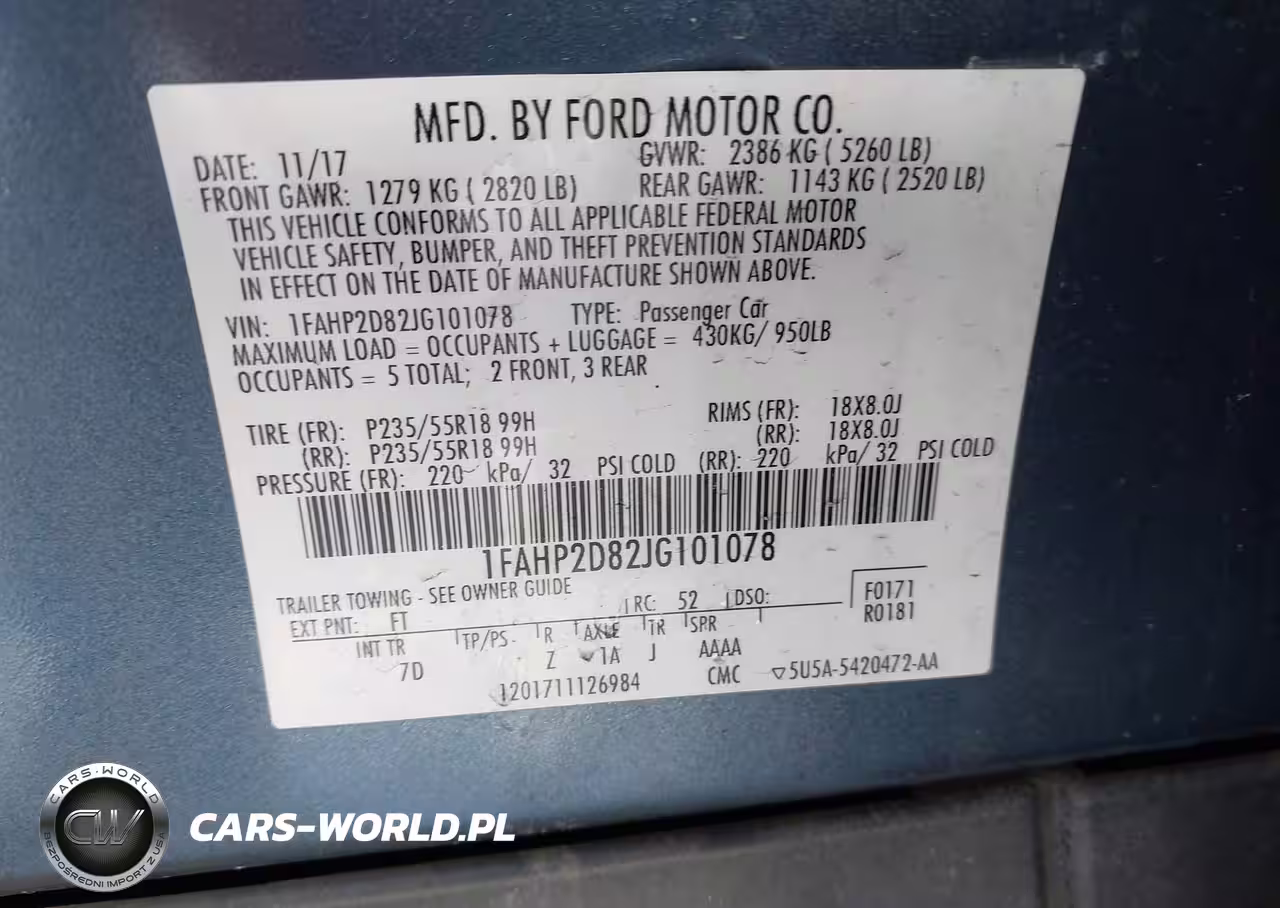 MFD. BY FORD MOTOR CO.
DATE: 11/17 GVWR: 2386 KG ( 5260 LB)
FRONT GAWR: 1279 KG ( 2820 LB) REAR GAWR: 1143 KG ( 2520 LB)
THIS VEHICLE CONFORMS TO ALL APPLICABLE FEDERAL MOTOR
VEHICLE SAFETY, BUMPER, AND THEFT PREVENTION STANDARDS
IN EFFECT ON THE DATE OF MANUFACTURE SHOWN ABOVE.
VIN: 1FAHP2D82JG101078 TYPE: Passenger Car
MAXIMUM LOAD = OCCUPANTS + LUGGAGE = 430KG/ 950LB
OCCUPANTS = 5 TOTAL; 2 FRONT, 3 REAR
TIRE (FR): P235/55R18 99H RIMS (FR): 18X8.0J
(RR): P235/55R18 99H (RR): 18X8.0J
PRESSURE (FR): 220 kPa/ 32 PSI COLD (RR): 220 kPa/ 32 PSI COLD
1FAHP2D82JG101078
TRAILER TOWING - SEE OWNER GUIDE
EXT PNT: FT RC: 52 DSO: F0171
R0181
INT TR TP/PS R AXLE TR SPR
7D Z 1A J AAAA
1201711126984 CMC ▽5U5A-5420472-AA
CARS-WORLD
CW
BEZPOŚREDNI IMPORT Z USA
CARS-WORLD.PL